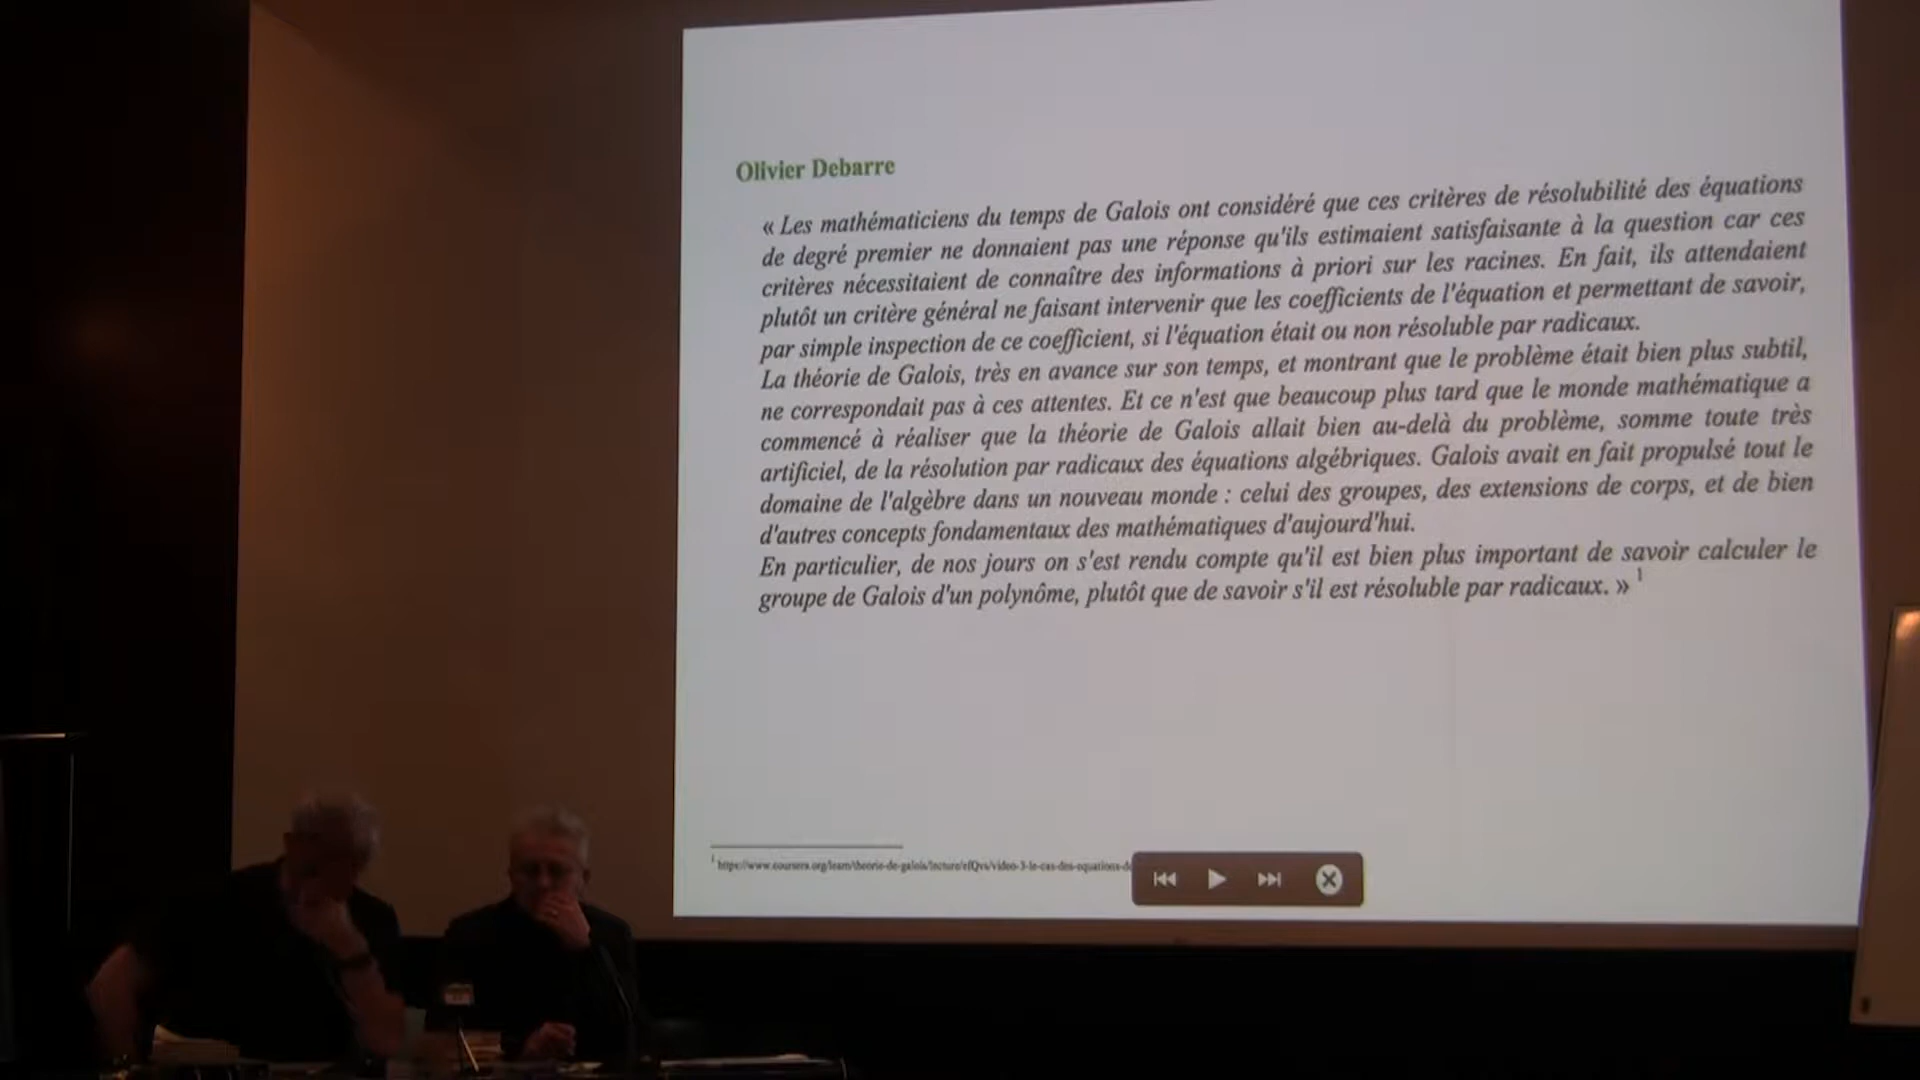 Olivier Debarre
« Les mathématiciens du temps de Galois ont considéré que ces critères de résolubilité des équations
de degré premier ne donnaient pas une réponse qu'ils estimaient satisfaisante à la question car ces
critères nécessitaient de connaître des informations à priori sur les racines. En fait, ils attendaient
plutôt un critère général ne faisant intervenir que les coefficients de l'équation et permettant de savoir,
par simple inspection de ce coefficient, si l'équation était ou non résoluble par radicaux.
La théorie de Galois, très en avance sur son temps, et montrant que le problème était bien plus subtil,
ne correspondait pas à ces attentes. Et ce n'est que beaucoup plus tard que le monde mathématique a
commencé à réaliser que la théorie de Galois allait bien au-delà du problème, somme toute très
artificiel, de la résolution par radicaux des équations algébriques. Galois avait en fait propulsé tout le
domaine de l'algèbre dans un nouveau monde : celui des groupes, des extensions de corps, et de bien
d'autres concepts fondamentaux des mathématiques d'aujourd'hui.
En particulier, de nos jours on s'est rendu compte qu'il est bien plus important de savoir calculer le
groupe de Galois d'un polynôme, plutôt que de savoir s'il est résoluble par radicaux. » 1
1